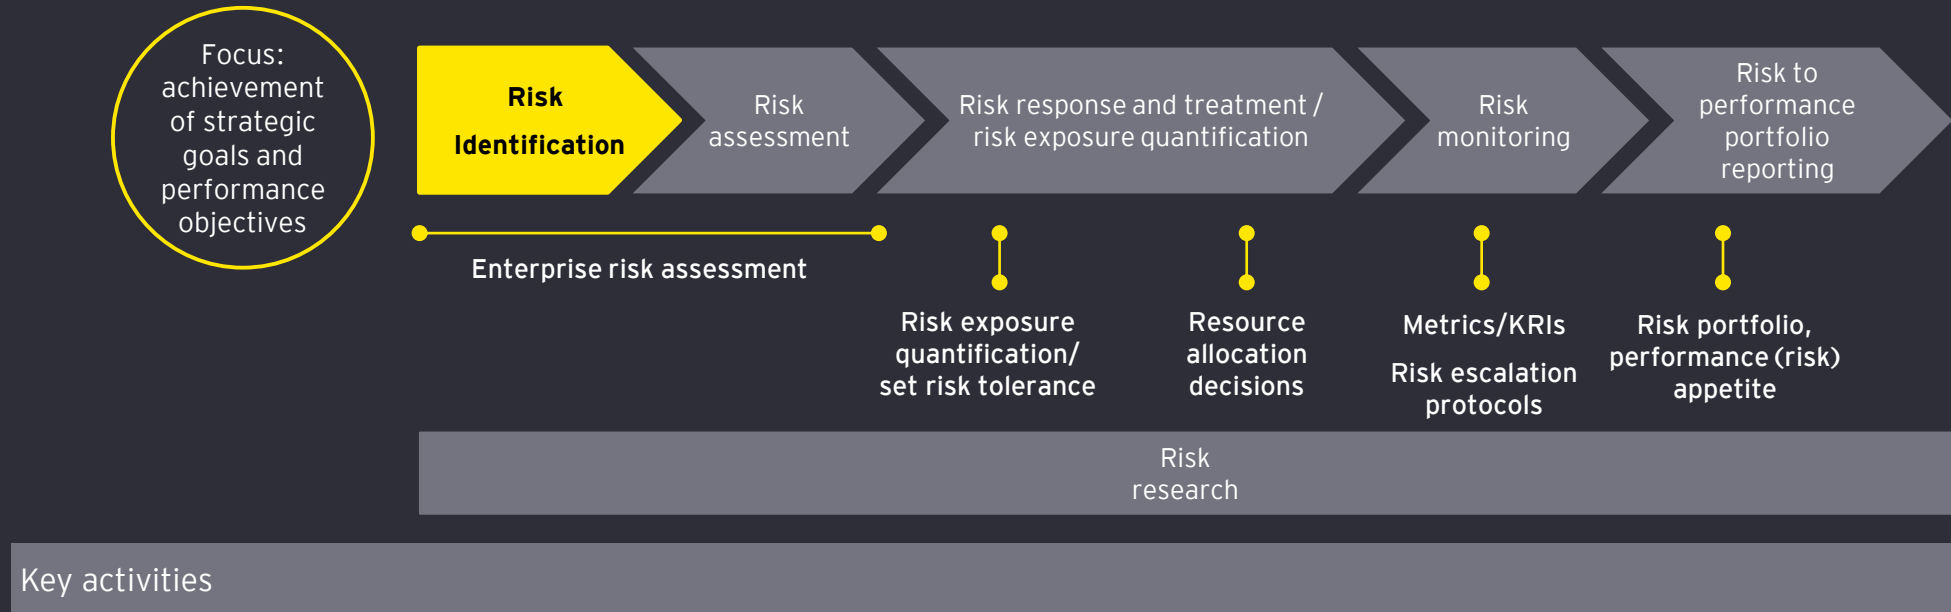 Focus:
achievement
of strategic
goals and
performance
objectives
Risk
Identification
Risk
assessment
Risk response and treatment /
risk exposure quantification
Risk
monitoring
Risk to
performance
portfolio
reporting
Enterprise risk assessment
Risk exposure
quantification/
set risk tolerance
Resource
allocation
decisions
Metrics/KRIs
Risk escalation
protocols
Risk portfolio,
performance (risk)
appetite
Risk
research
Key activities